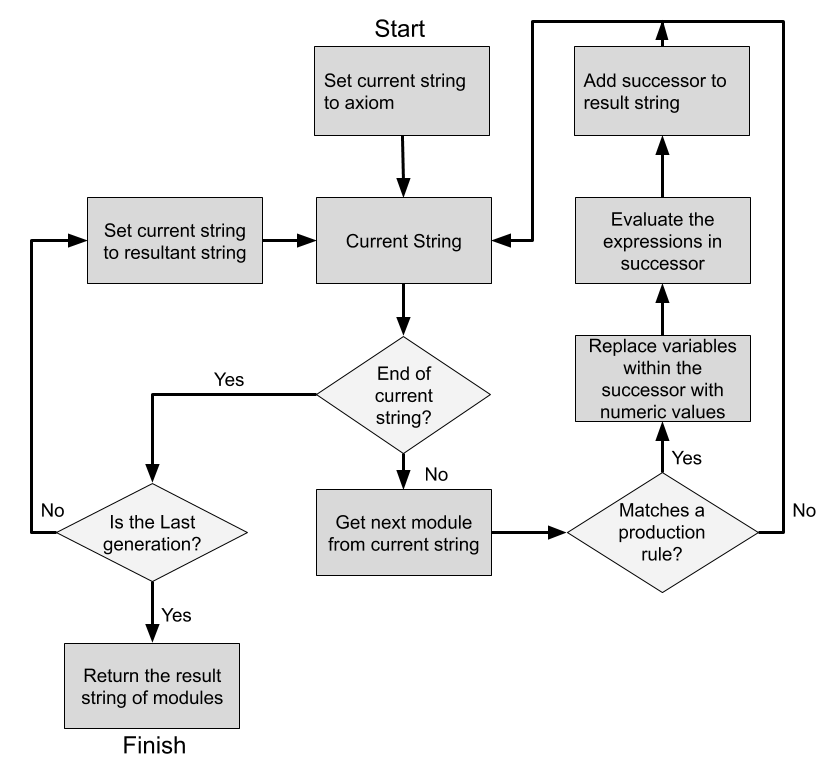 Start
Set current string
to axiom
Add successor to
result string
Set current string
to resultant string
Current String
Evaluate the
expressions in
successor
Replace variables
within the
successor with
numeric values
Yes
End of
current
string?
Yes
No
No
Is the Last
generation?
Get next module
from current string
Matches a
production
rule?
No
Yes
Return the result
string of modules
Finish